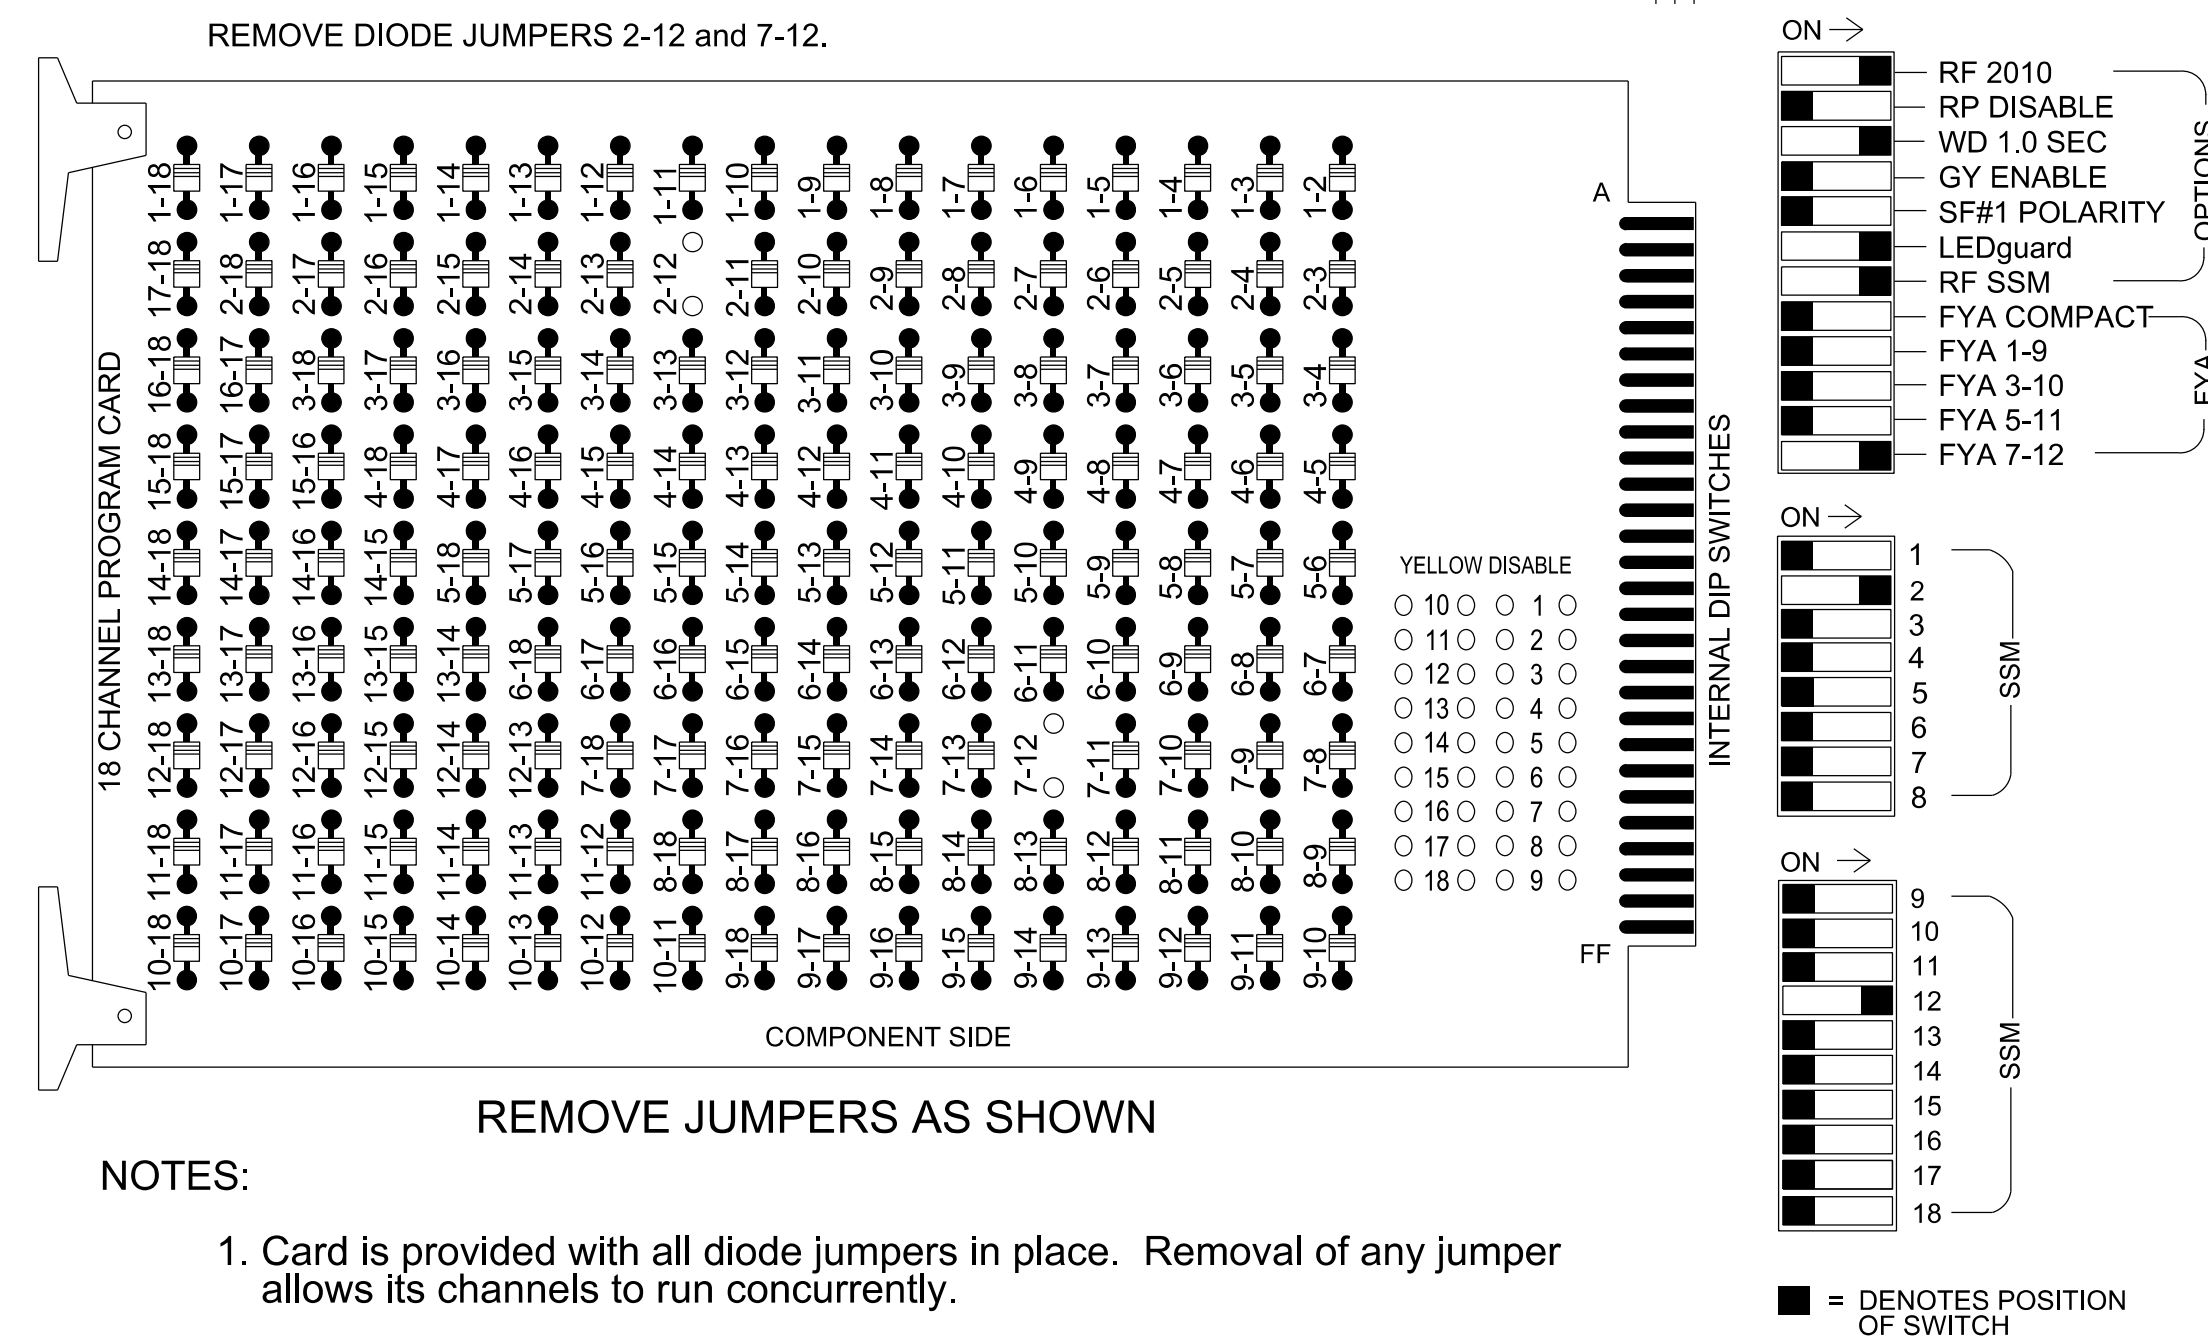 REMOVE DIODE JUMPERS 2-12 and 7-12.
18 CHANNEL PROGRAM CARD
1-18 1-17 1-16 1-15 1-14 1-13 1-12 1-11 1-10 1-9 1-8 1-7 1-6 1-5 1-4 1-3 1-2
17-18 2-18 2-17 2-16 2-15 2-14 2-13 2-12 2-11 2-10 2-9 2-8 2-7 2-6 2-5 2-4 2-3
16-18 16-17 3-18 3-17 3-16 3-15 3-14 3-13 3-12 3-11 3-10 3-9 3-8 3-7 3-6 3-5 3-4
15-18 15-17 15-16 4-18 4-17 4-16 4-15 4-14 4-13 4-12 4-11 4-10 4-9 4-8 4-7 4-6 4-5
14-18 14-17 14-16 14-15 5-18 5-17 5-16 5-15 5-14 5-13 5-12 5-11 5-10 5-9 5-8 5-7 5-6
13-18 13-17 13-16 13-15 13-14 6-18 6-17 6-16 6-15 6-14 6-13 6-12 6-11 6-10 6-9 6-8 6-7
12-18 12-17 12-16 12-15 12-14 12-13 7-18 7-17 7-16 7-15 7-14 7-13 7-12 7-11 7-10 7-9 7-8
11-18 11-17 11-16 11-15 11-14 11-13 11-12 8-18 8-17 8-16 8-15 8-14 8-13 8-12 8-11 8-10 8-9
10-18 10-17 10-16 10-15 10-14 10-13 10-12 10-11 9-18 9-17 9-16 9-15 9-14 9-13 9-12 9-11 9-10
COMPONENT SIDE
YELLOW DISABLE
10 1
11 2
12 3
13 4
14 5
15 6
16 7
17 8
18 9
A
FF
INTERNAL DIP SWITCHES
ON
RF 2010
RP DISABLE
WD 1.0 SEC
GY ENABLE
SF#1 POLARITY
LEDguard
RF SSM
OPTIONS
FYA COMPACT
FYA 1-9
FYA 3-10
FYA 5-11
FYA 7-12
FYA
ON
1
2
3
4
5
6
7
8
SSM
ON
9
10
11
12
13
14
15
16
17
18
SSM
= DENOTES POSITION
OF SWITCH
REMOVE JUMPERS AS SHOWN
NOTES:
1. Card is provided with all diode jumpers in place. Removal of any jumper
allows its channels to run concurrently.